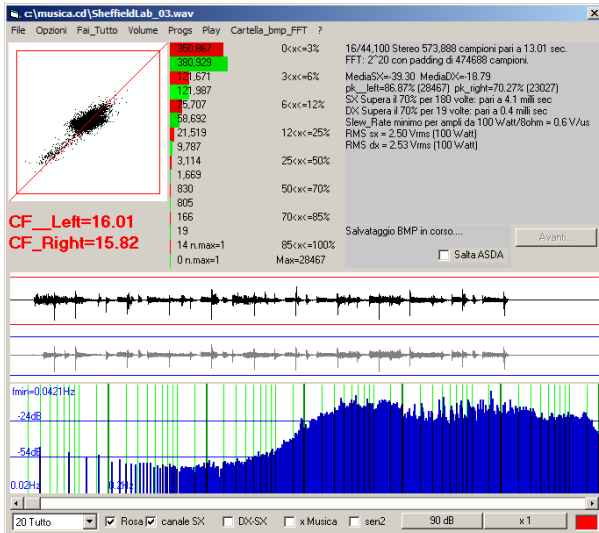 c:\musica.cd\SheffieldLab_03.wav
File Opzioni Fai_Tutto Volume Progs Play Cartella_bmp_FFT ?
350,867 0<x<=3%
380,929
121,671 3<x<=6%
121,987
75,707 6<x<=12%
58,692
21,519 12<x<=25%
9,787
3,114 25<x<=50%
1,669
830 50<x<=70%
805
166 70<x<=85%
19
14 n.max=1 85<x<=100%
0 n.max=1 Max=28467
CF__Left=16.01
CF_Right=15.82
16/44,100 Stereo 573,888 campioni pari a 13.01 sec.
FFT: 2^20 con padding di 474688 campioni.
MediaSX=-39.30 MediaDX=-18.79
pk__left=86.87% (28467) pk_right=70.27% (23027)
SX Supera il 70% per 180 volte: pari a 4.1 milli sec
DX Supera il 70% per 19 volte: pari a 0.4 milli sec
Slew_Rate minimo per ampli da 100 Watt/8ohm = 0.6 V/us
RMS sx = 2.50 Vrms (100 Watt)
RMS dx = 2.53 Vrms (100 Watt)
Salvataggio BMP in corso....
Avanti...
Salta ASDA
fmin=0.0421Hz
-24dB
-54dB
0.02Hz 0.2Hz
20 Tutto Rosa canale SX DX-SX x Musica sen2 90 dB x 1